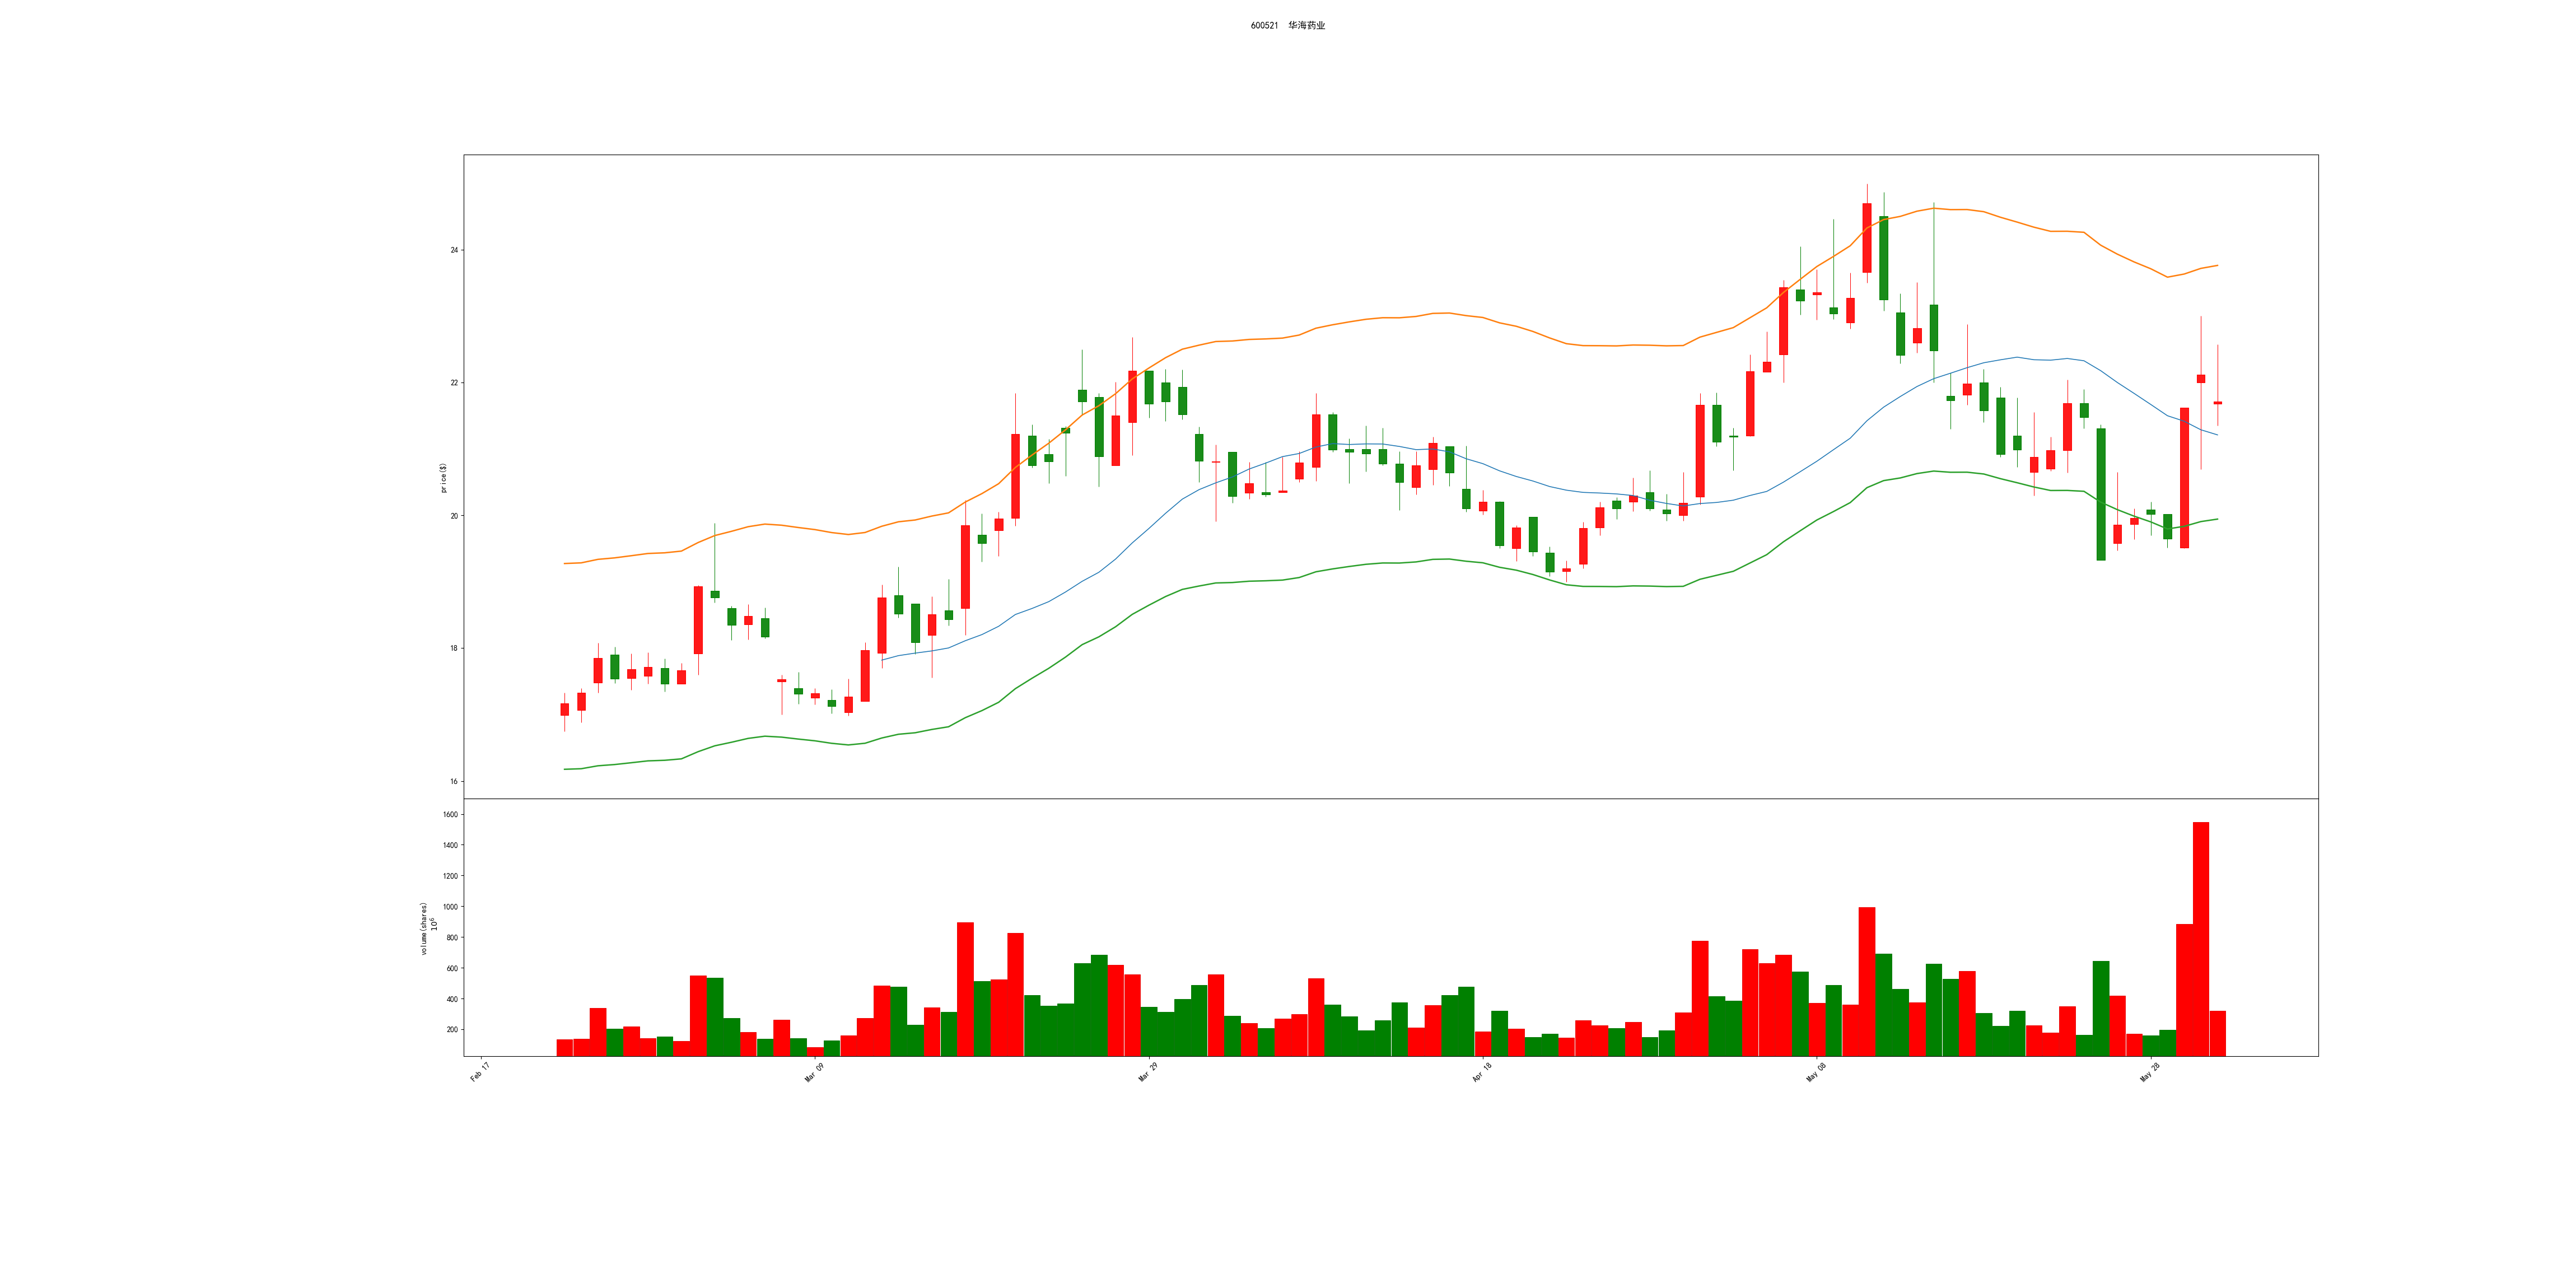 600521 华海药业
24
22
20
18
16
price($)
1600
1400
1200
1000
800
600
400
200
volume(shares)
10^6
Feb 17
Mar 09
Mar 29
Apr 18
May 08
May 28